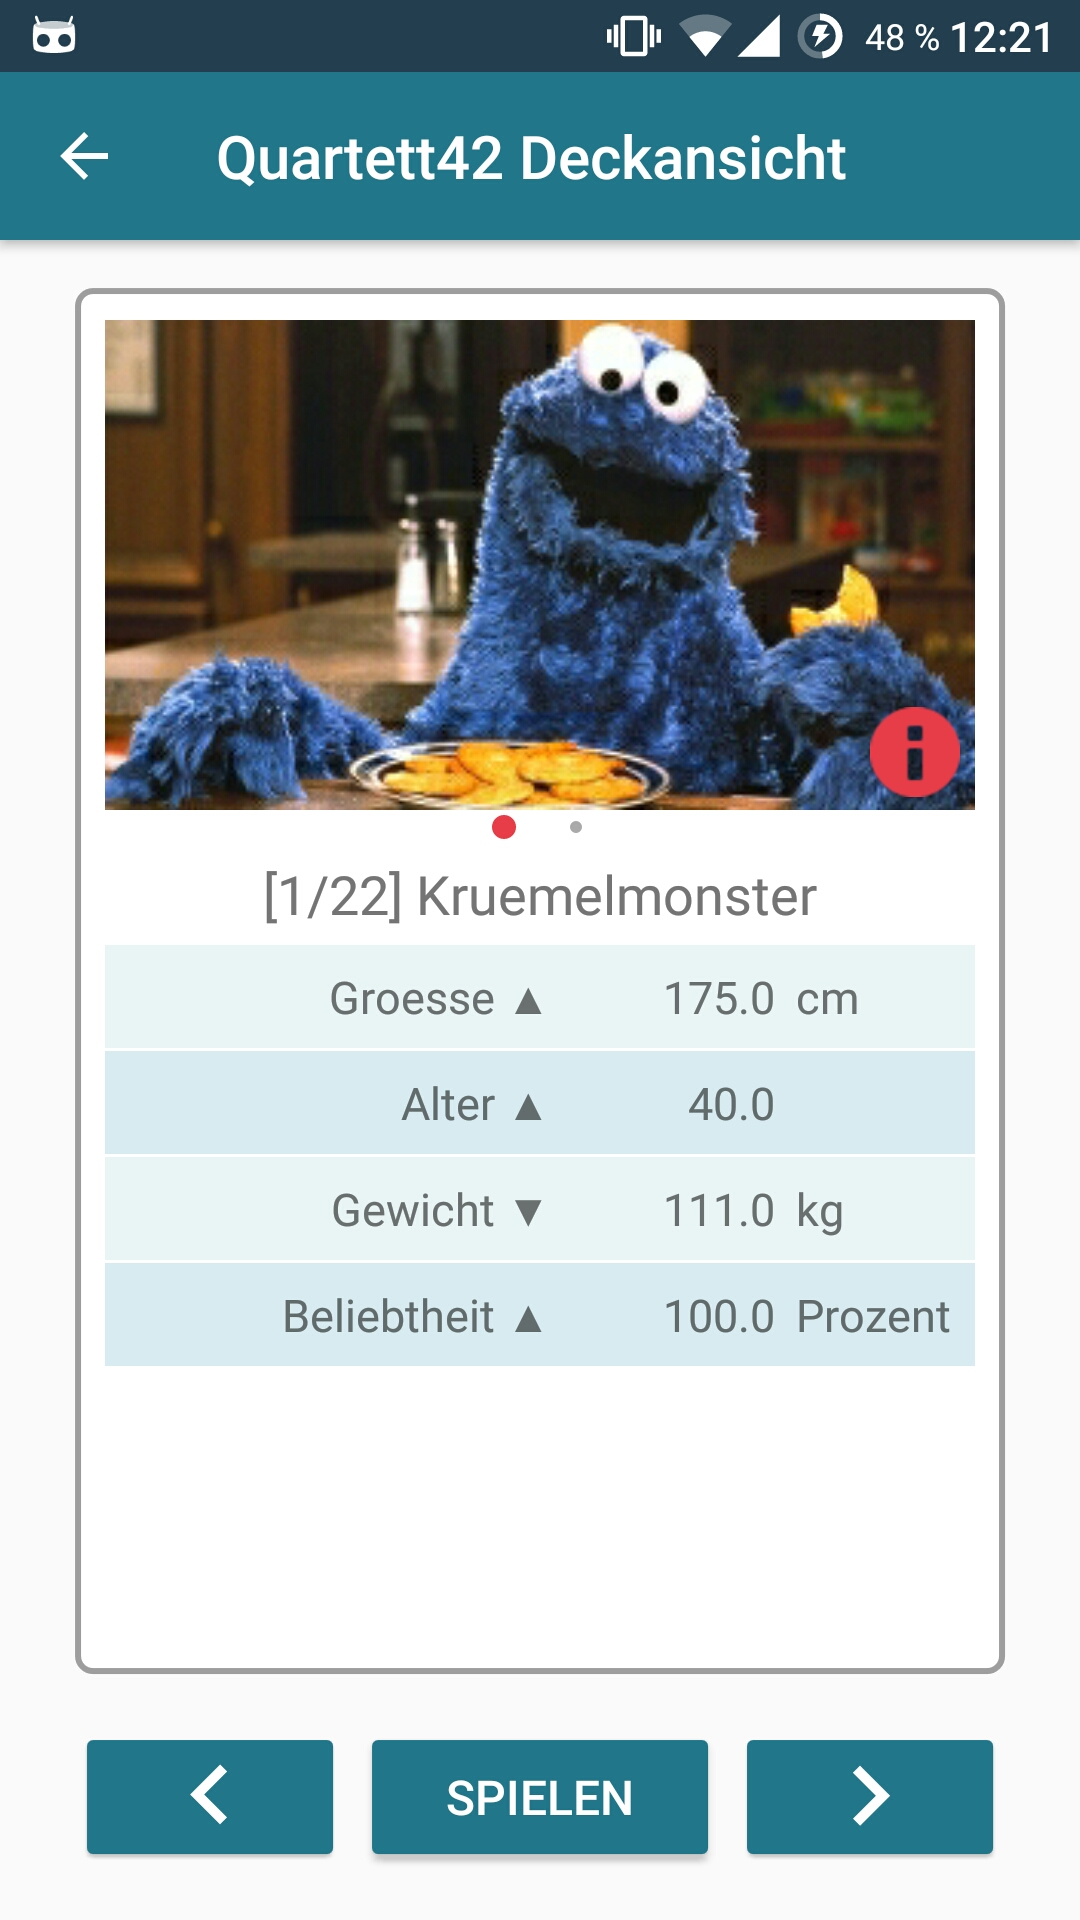 48 % 12:21
Quartett42 Deckansicht
[1/22] Kruemelmonster
Groesse ▲ 175.0 cm
Alter ▲ 40.0
Gewicht ▼ 111.0 kg
Beliebtheit ▲ 100.0 Prozent
SPIELEN